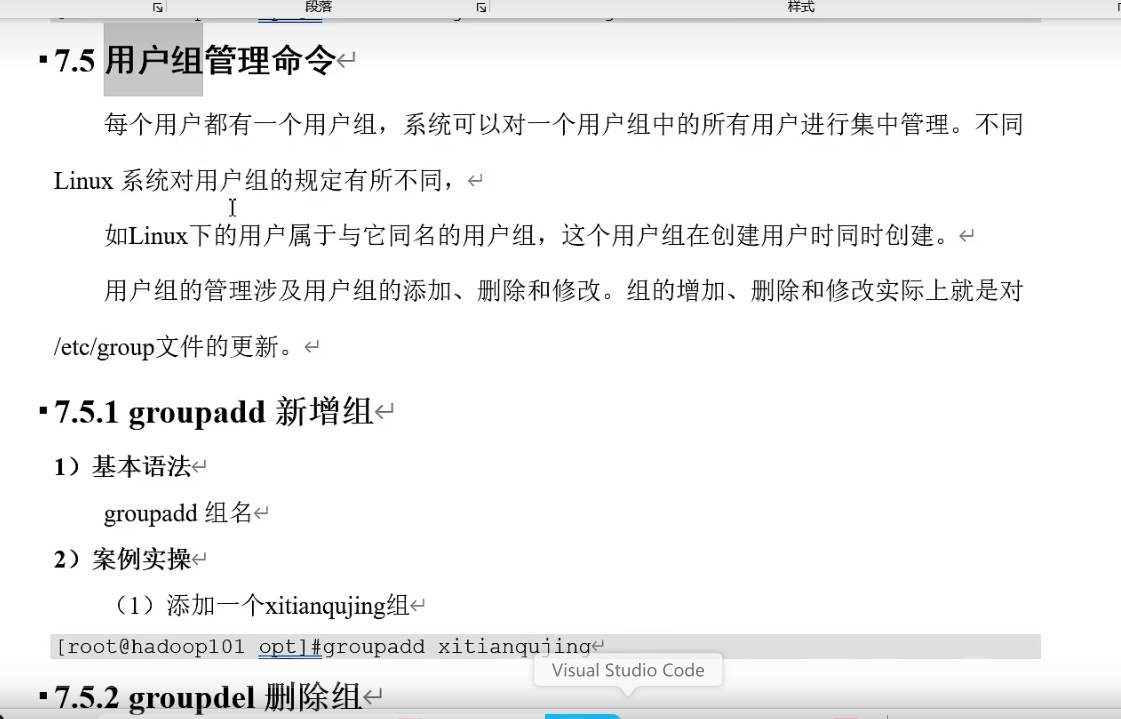 段落
样式
7.5 用户组管理命令
每个用户都有一个用户组，系统可以对一个用户组中的所有用户进行集中管理。不同
Linux 系统对用户组的规定有所不同，
如Linux下的用户属于与它同名的用户组，这个用户组在创建用户时同时创建。
用户组的管理涉及用户组的添加、删除和修改。组的增加、删除和修改实际上就是对
/etc/group文件的更新。
7.5.1 groupadd 新增组
1）基本语法
groupadd 组名
2）案例实操
（1）添加一个xitianqujing组
[root@hadoop101 opt]#groupadd xitianqujing
Visual Studio Code
7.5.2 groupdel 删除组